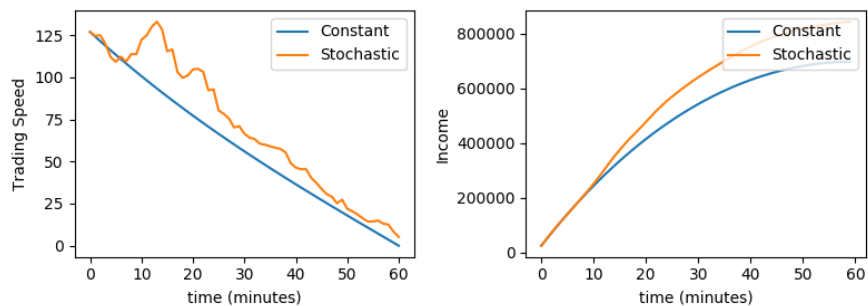 Trading Speed
125
100
75
50
25
0
Constant
Stochastic
0 10 20 30 40 50 60
time (minutes)
Income
800000
600000
400000
200000
0
Constant
Stochastic
0 10 20 30 40 50 60
time (minutes)